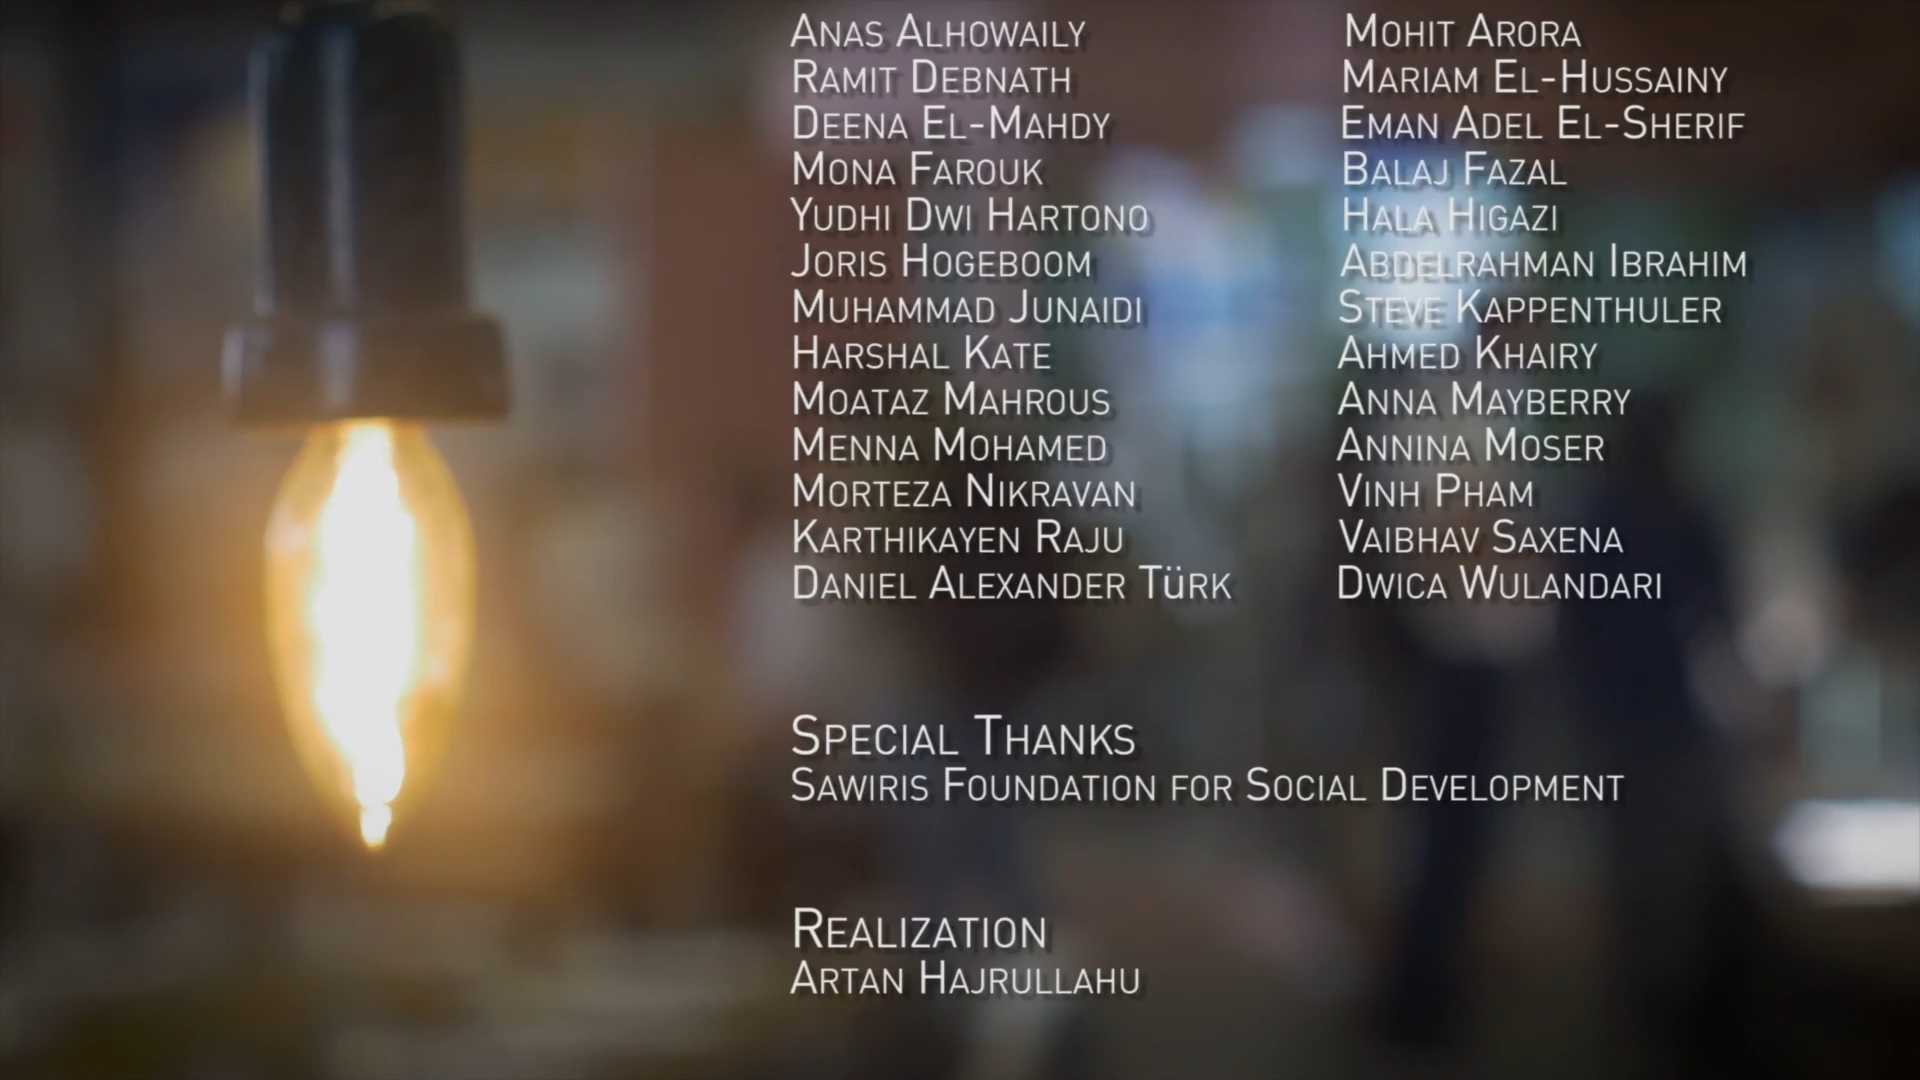 Anas Alhowaily
Ramit Debnath
Deena El-Mahdy
Mona Farouk
Yudhi Dwi Hartono
Joris Hogeboom
Muhammad Junaidi
Harshal Kate
Moataz Mahrous
Menna Mohamed
Morteza Nikravan
Karthikayen Raju
Daniel Alexander Türk
Mohit Arora
Mariam El-Hussainy
Eman Adel El-Sherif
Balaj Fazal
Hala Higazi
Abdelrahman Ibrahim
Steve Kappenthuler
Ahmed Khairy
Anna Mayberry
Annina Moser
Vinh Pham
Vaibhav Saxena
Dwica Wulandari
Special Thanks
Sawiris Foundation for Social Development
Realization
Artan Hajrullahu